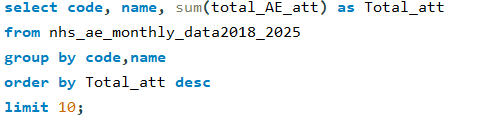 select code, name, sum(total_AE_att) as Total_att
from nhs_ae_monthly_data2018_2025
group by code,name
order by Total_att desc
limit 10;